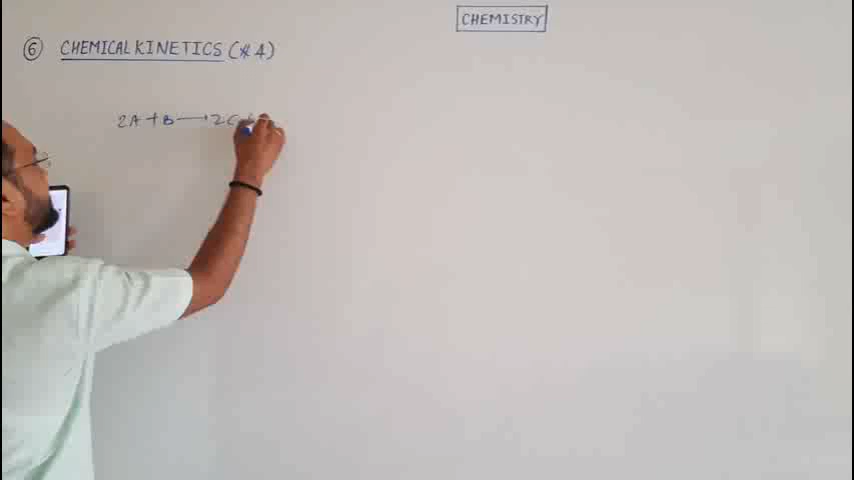 CHEMISTRY
⑥ CHEMICAL KINETICS (# 4)
2A + B ⟶ 2C